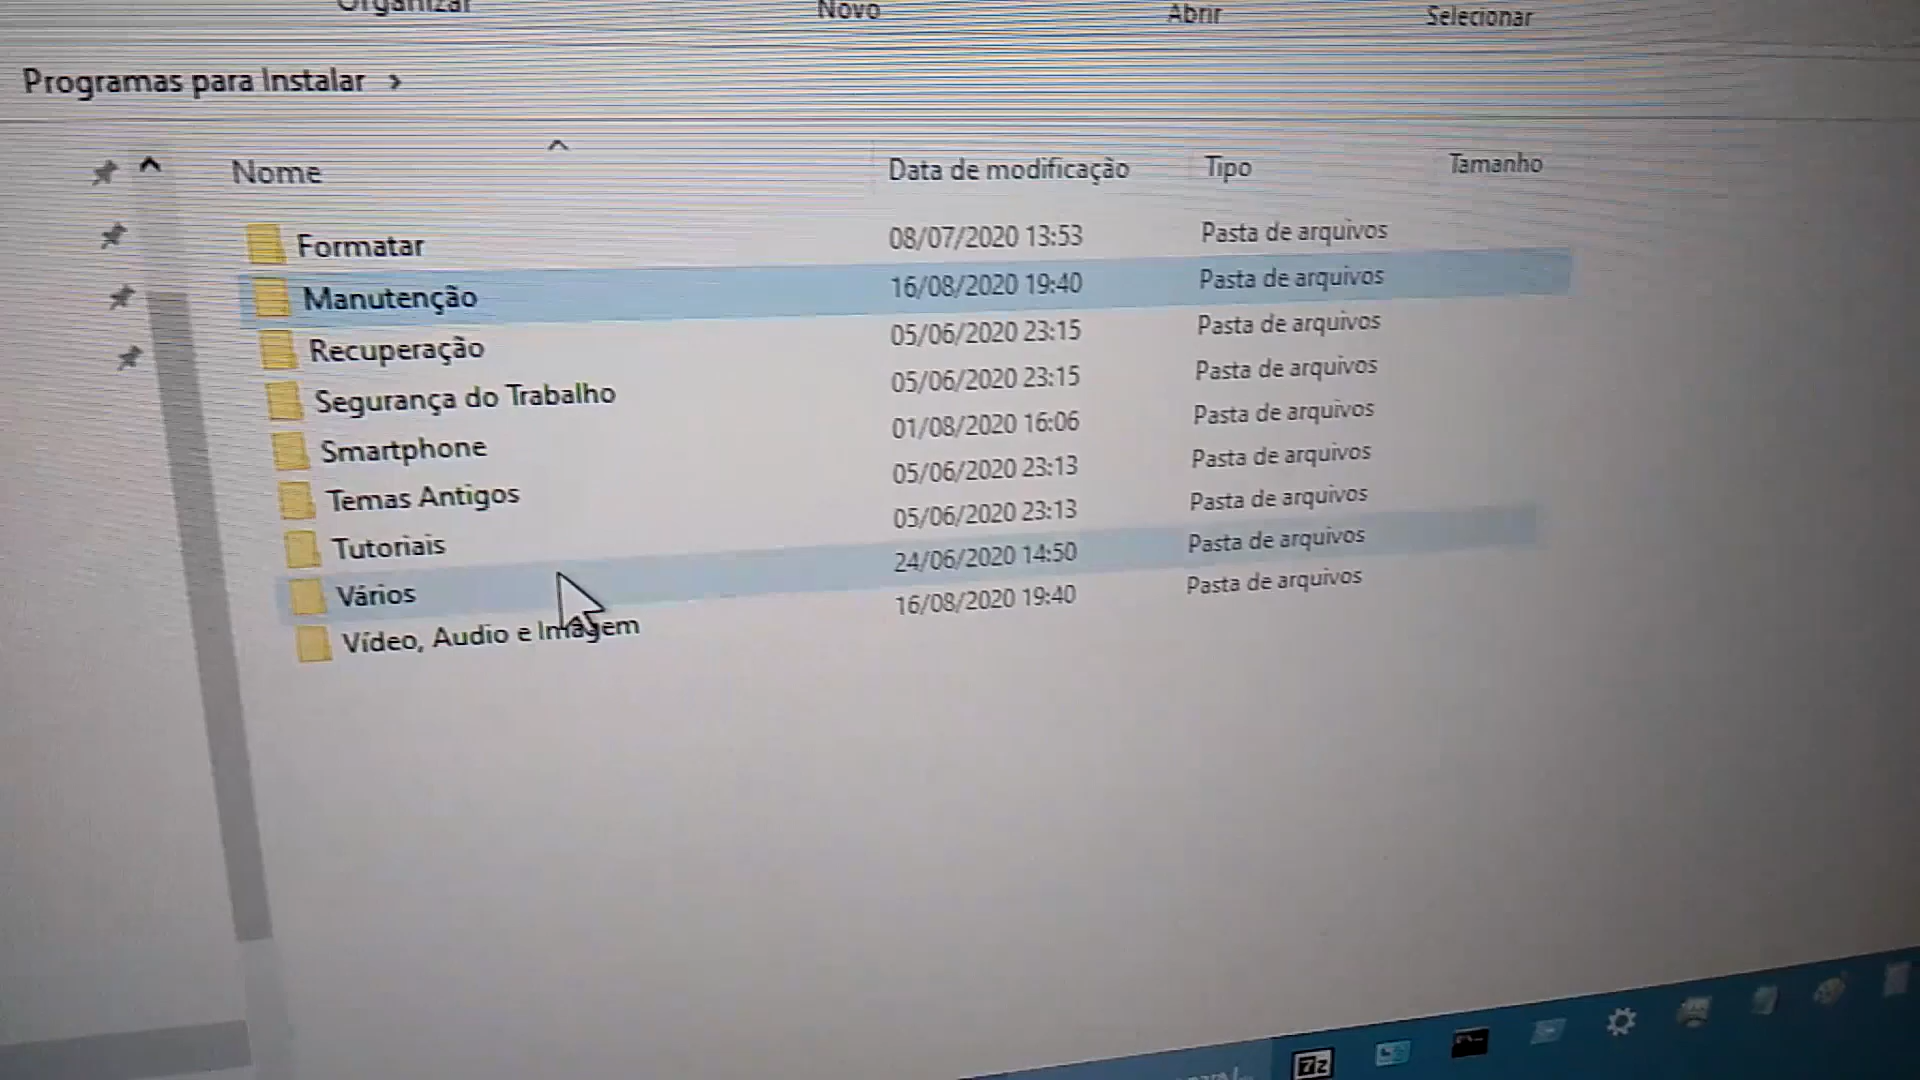 Organizar Novo Abrir Selecionar
Programas para Instalar >
Nome Data de modificação Tipo Tamanho
Formatar 08/07/2020 13:53 Pasta de arquivos
Manutenção 16/08/2020 19:40 Pasta de arquivos
Recuperação 05/06/2020 23:15 Pasta de arquivos
Segurança do Trabalho 05/06/2020 23:15 Pasta de arquivos
Smartphone 01/08/2020 16:06 Pasta de arquivos
Temas Antigos 05/06/2020 23:13 Pasta de arquivos
Tutoriais 05/06/2020 23:13 Pasta de arquivos
Vários 24/06/2020 14:50 Pasta de arquivos
Vídeo, Audio e Imagem 16/08/2020 19:40 Pasta de arquivos
7z